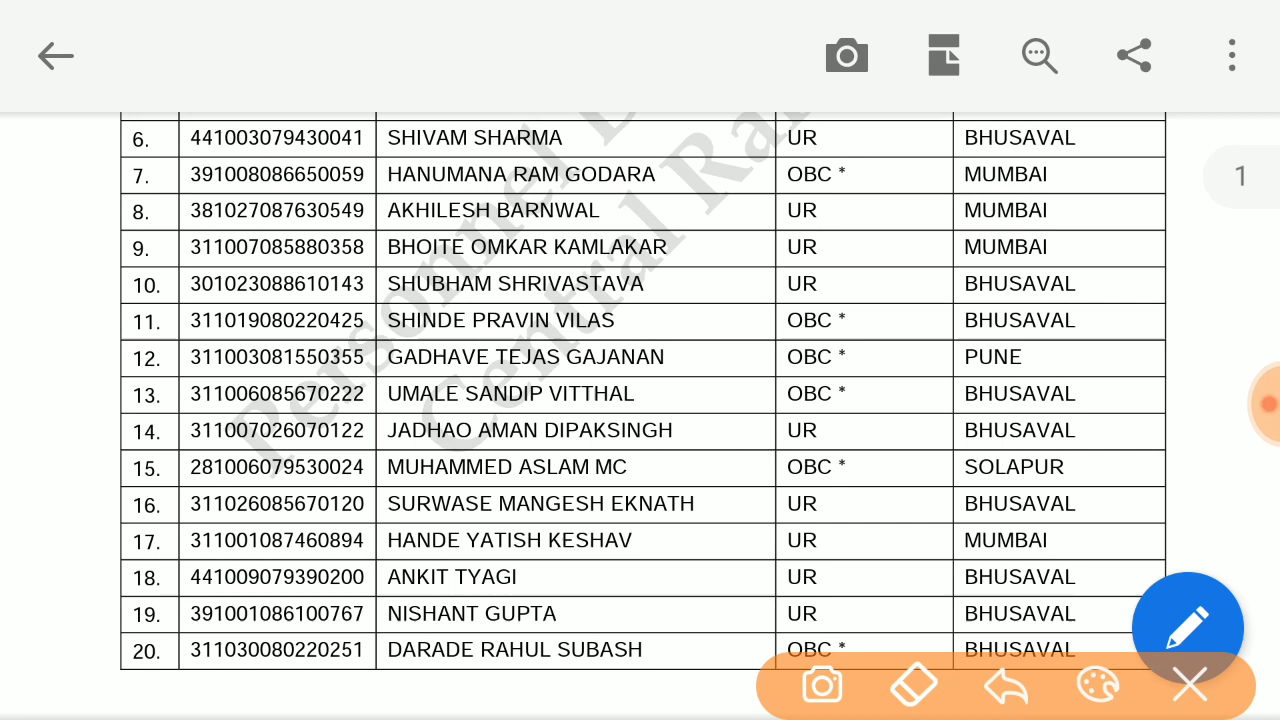 1
6. 441003079430041 SHIVAM SHARMA UR BHUSAVAL
7. 391008086650059 HANUMANA RAM GODARA OBC * MUMBAI
8. 381027087630549 AKHILESH BARNWAL UR MUMBAI
9. 311007085880358 BHOITE OMKAR KAMLAKAR UR MUMBAI
10. 301023088610143 SHUBHAM SHRIVASTAVA UR BHUSAVAL
11. 311019080220425 SHINDE PRAVIN VILAS OBC * BHUSAVAL
12. 311003081550355 GADHAVE TEJAS GAJANAN OBC * PUNE
13. 311006085670222 UMALE SANDIP VITTHAL OBC * BHUSAVAL
14. 311007026070122 JADHAO AMAN DIPAKSINGH UR BHUSAVAL
15. 281006079530024 MUHAMMED ASLAM MC OBC * SOLAPUR
16. 311026085670120 SURWASE MANGESH EKNATH UR BHUSAVAL
17. 311001087460894 HANDE YATISH KESHAV UR MUMBAI
18. 441009079390200 ANKIT TYAGI UR BHUSAVAL
19. 391001086100767 NISHANT GUPTA UR BHUSAVAL
20. 311030080220251 DARADE RAHUL SUBASH OBC * BHUSAVAL
Personnel
Central